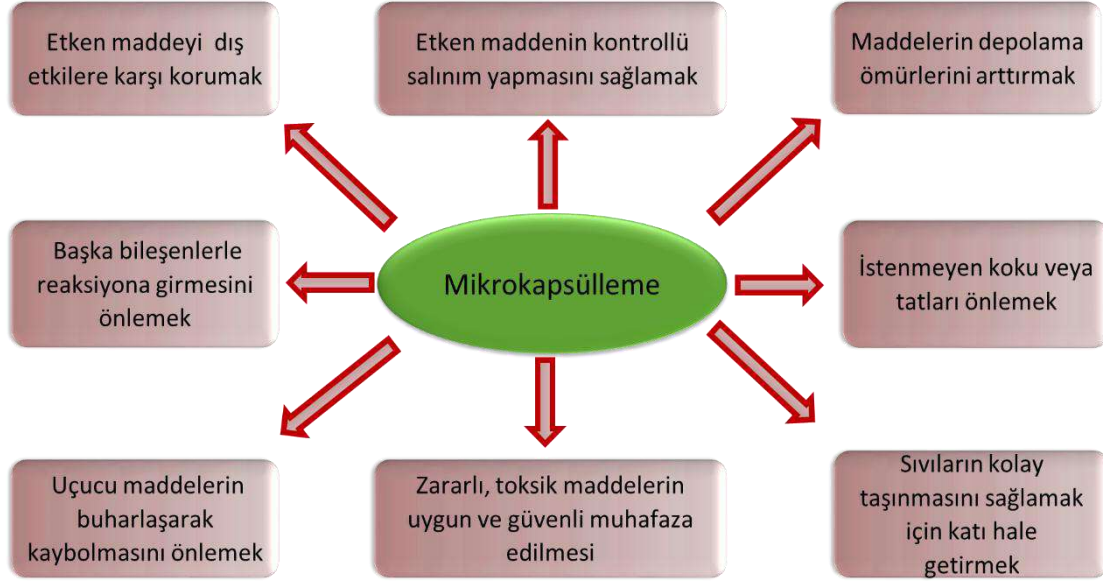 Etken maddeyi dış
etkilere karşı korumak
Etken maddenin kontrollü
salınım yapmasını sağlamak
Maddelerin depolama
ömürlerini arttırmak
Başka bileşenlerle
reaksiyona girmesini
önlemek
Mikrokapsülleme
İstenmeyen koku veya
tatları önlemek
Uçucu maddelerin
buharlaşarak
kaybolmasını önlemek
Zararlı, toksik maddelerin
uygun ve güvenli muhafaza
edilmesi
Sıvıların kolay
taşınmasını sağlamak
için katı hale
getirmek